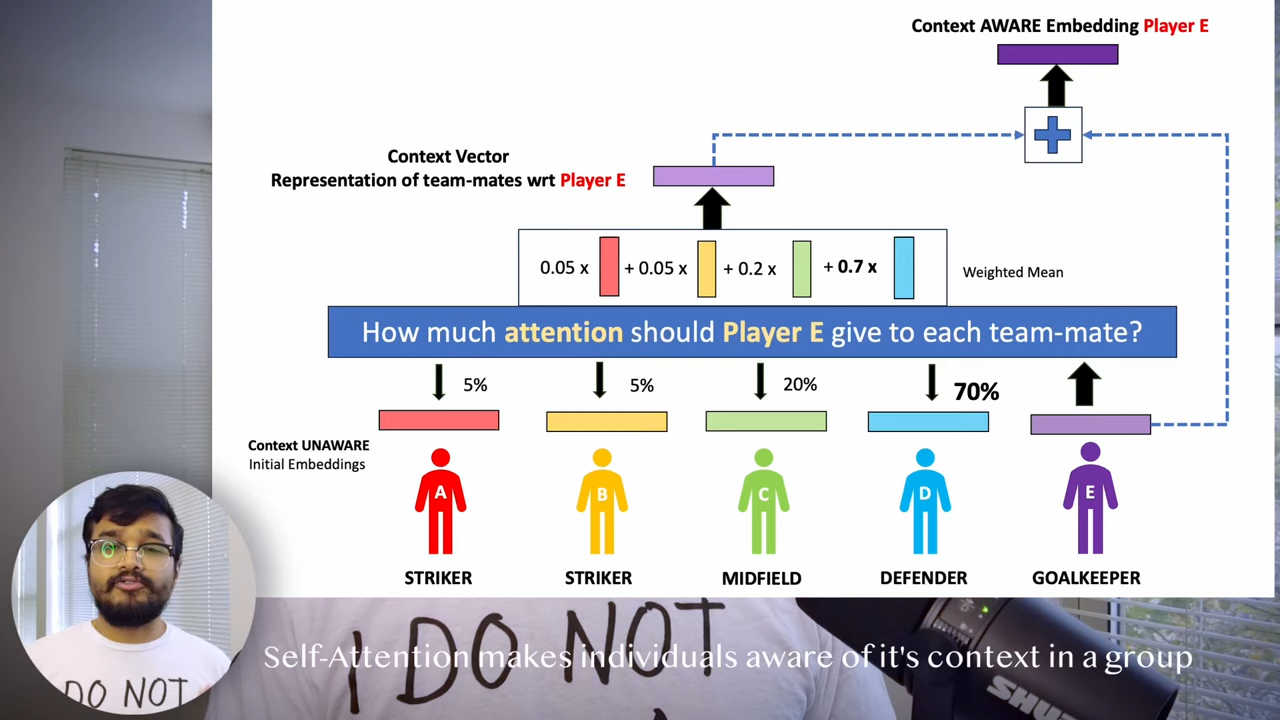 Context AWARE Embedding Player E
Context Vector
Representation of team-mates wrt Player E
0.05 x + 0.05 x + 0.2 x + 0.7 x
Weighted Mean
How much attention should Player E give to each team-mate?
5% 5% 20% 70%
Context UNAWARE
Initial Embeddings
A B C D E
STRIKER STRIKER MIDFIELD DEFENDER GOALKEEPER
I DO NOT
Self-Attention makes individuals aware of it's context in a group
DO NOT
SHURE